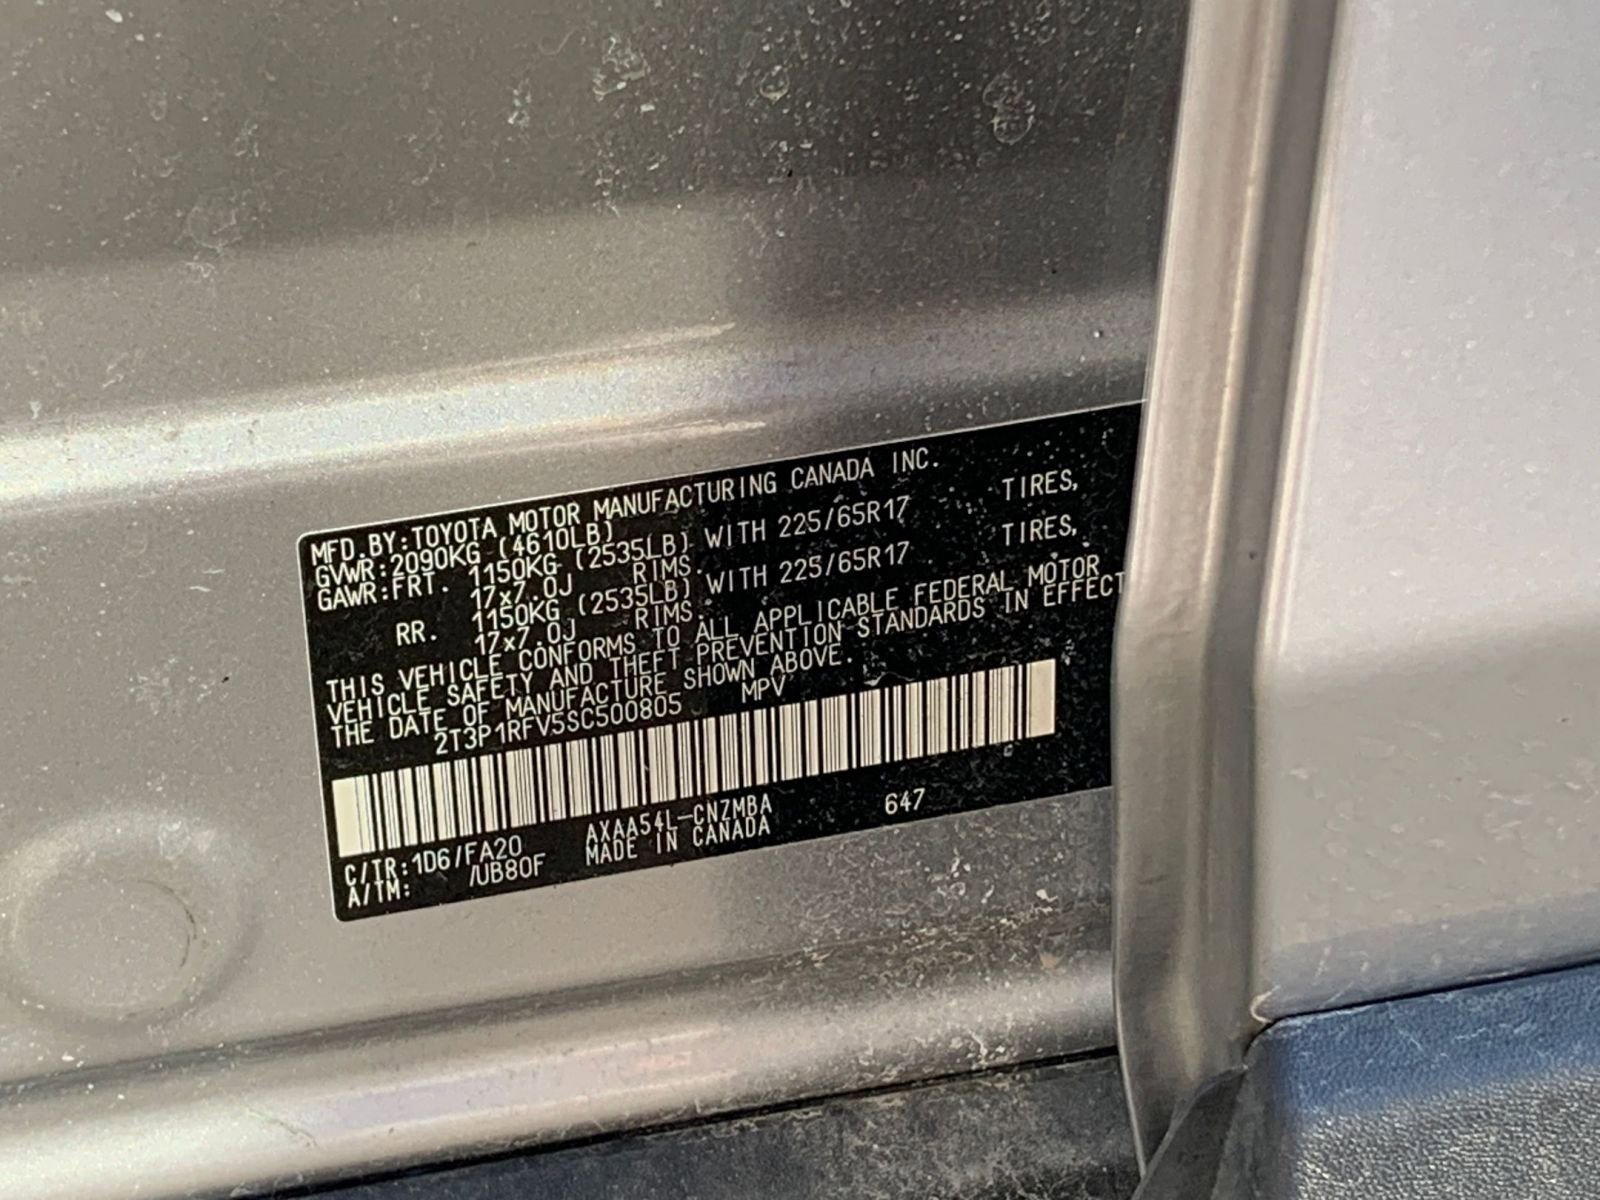 MFD.BY:TOYOTA MOTOR MANUFACTURING CANADA INC.
GVWR:2090KG (4610LB)
GAWR:FRT. 1150KG (2535LB) WITH 225/65R17 TIRES,
17x7.0J RIMS.
RR. 1150KG (2535LB) WITH 225/65R17 TIRES,
17x7.0J RIMS.
THIS VEHICLE CONFORMS TO ALL APPLICABLE FEDERAL MOTOR
VEHICLE SAFETY AND THEFT PREVENTION STANDARDS IN EFFECT
THE DATE OF MANUFACTURE SHOWN ABOVE.
2T3P1RFV5SC500805 MPV
C/TR:1D6/FA20 AXAA54L-CNZMBA 647
A/TM: /UB80F MADE IN CANADA